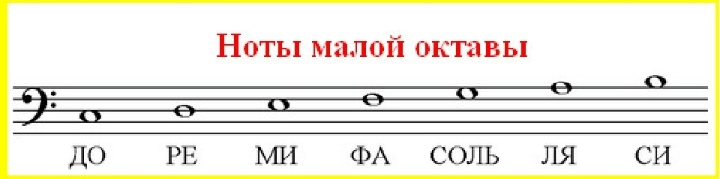 Ноты малой октавы
ДО РЕ МИ ФА СОЛЬ ЛЯ СИ